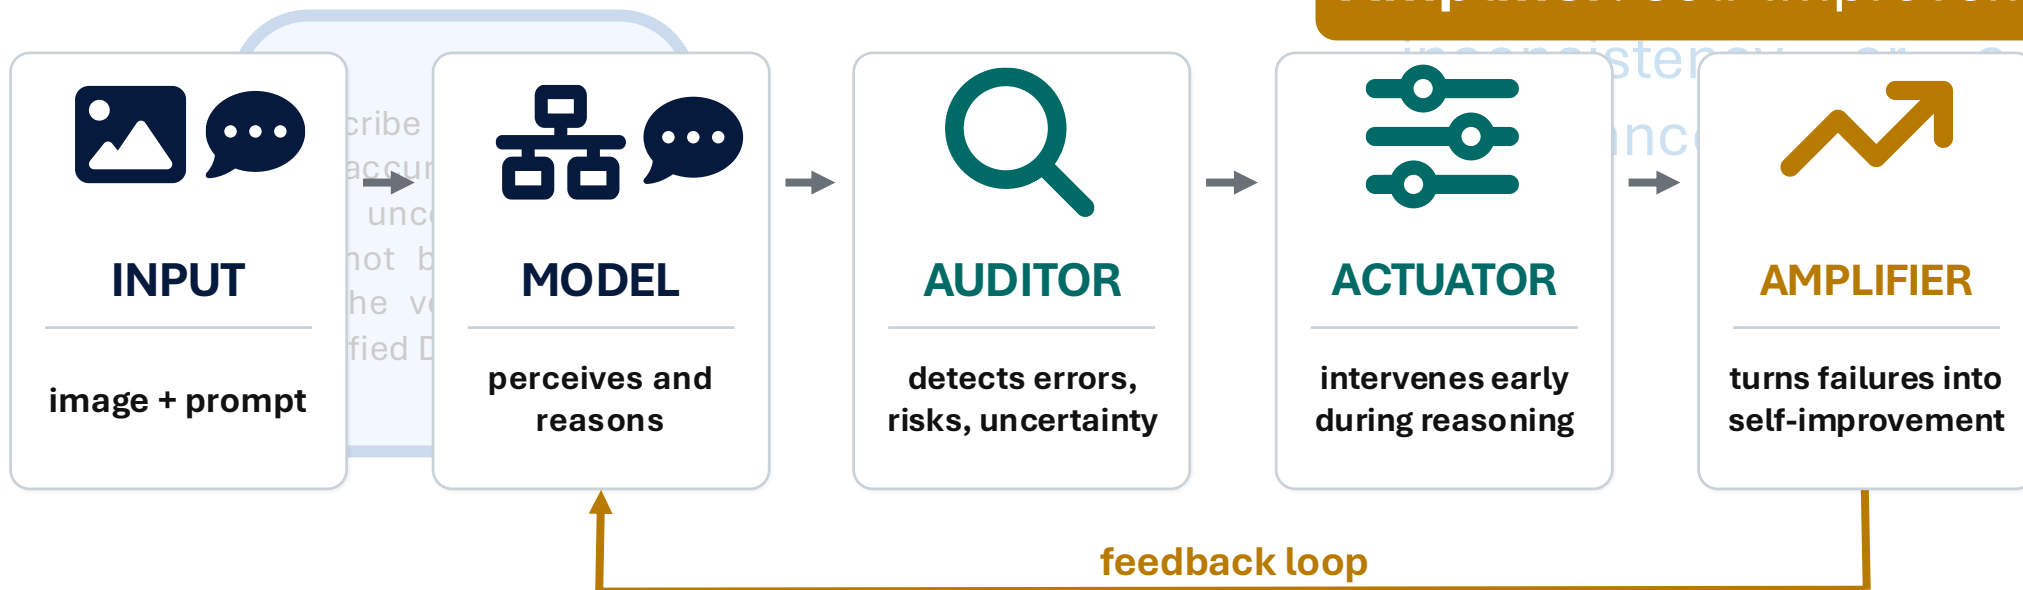 INPUT
image + prompt
MODEL
perceives and
reasons
AUDITOR
detects errors,
risks, uncertainty
ACTUATOR
intervenes early
during reasoning
AMPLIFIER
turns failures into
self-improvement
feedback loop